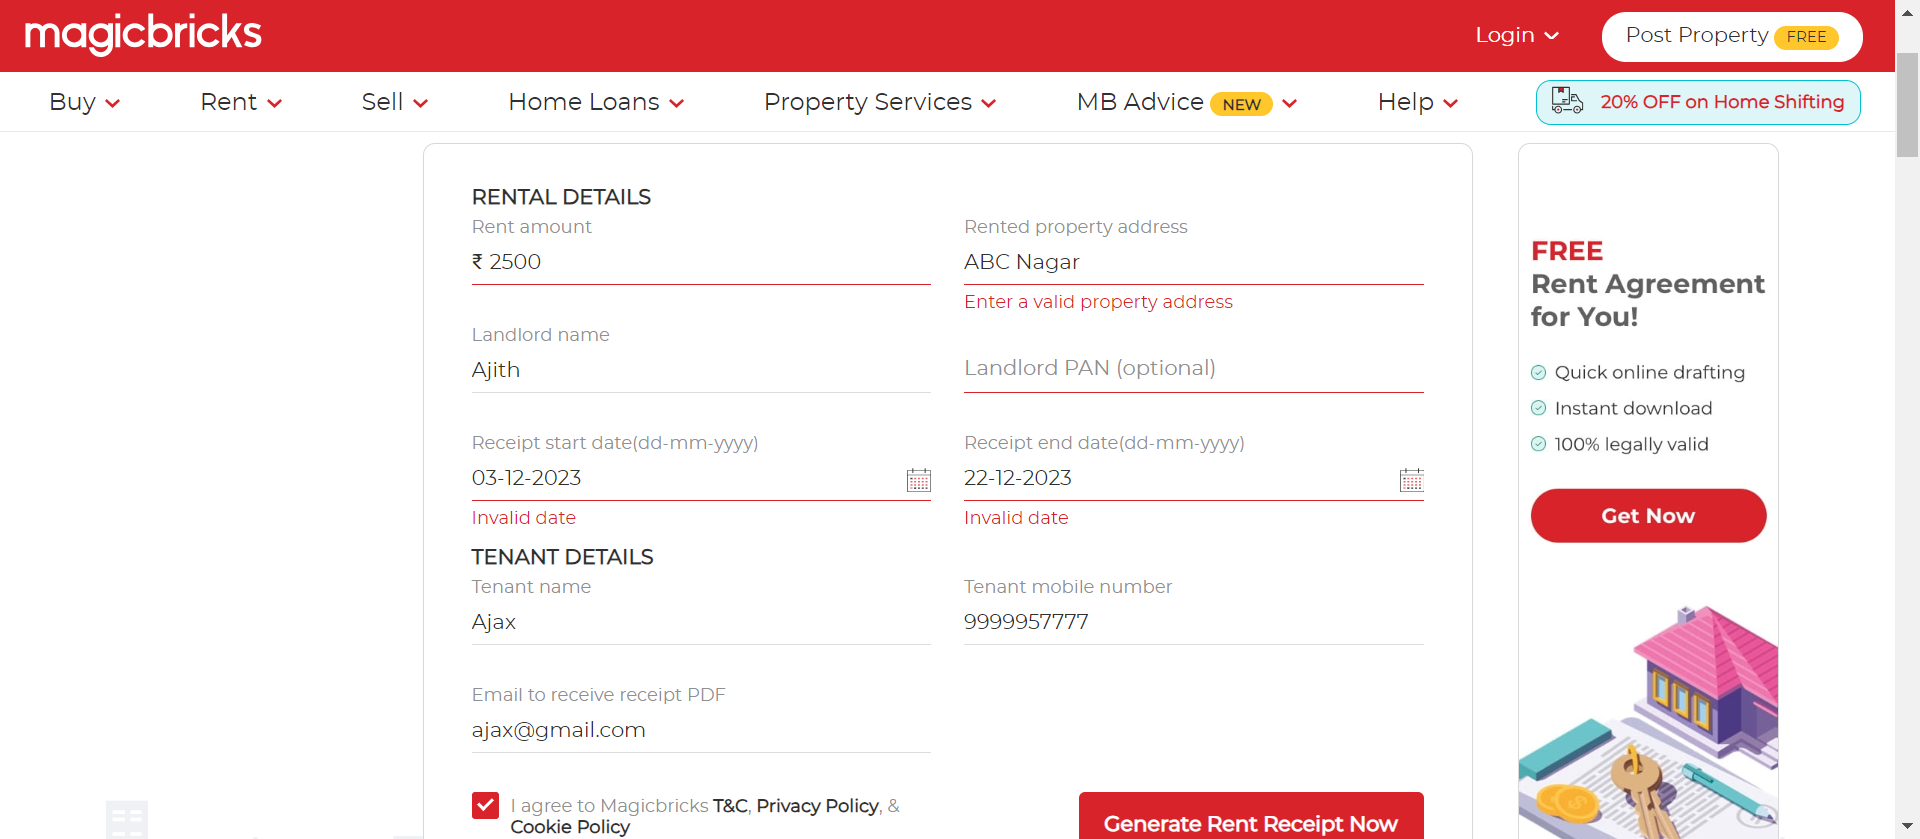 magicbricks
Login
Post Property FREE
Buy
Rent
Sell
Home Loans
Property Services
MB Advice NEW
Help
20% OFF on Home Shifting
RENTAL DETAILS
Rent amount
₹ 2500
Rented property address
ABC Nagar
Enter a valid property address
Landlord name
Ajith
Landlord PAN (optional)
Receipt start date(dd-mm-yyyy)
03-12-2023
Invalid date
Receipt end date(dd-mm-yyyy)
22-12-2023
Invalid date
TENANT DETAILS
Tenant name
Ajax
Tenant mobile number
9999957777
Email to receive receipt PDF
ajax@gmail.com
I agree to Magicbricks T&C, Privacy Policy, &
Cookie Policy
Generate Rent Receipt Now
FREE
Rent Agreement
for You!
Quick online drafting
Instant download
100% legally valid
Get Now